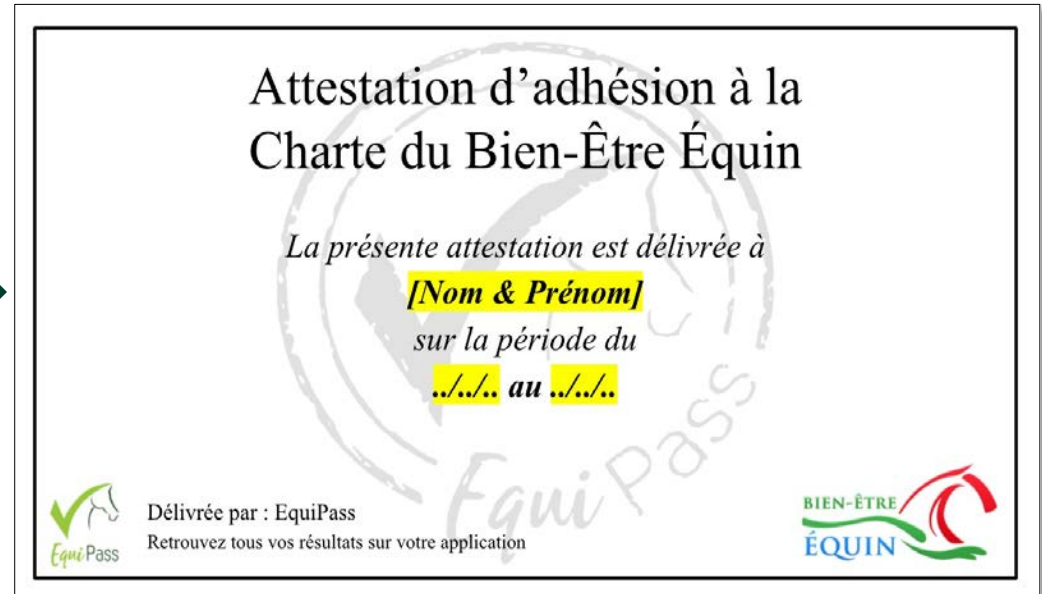 Attestation d’adhésion à la
Charte du Bien-Être Équin
La présente attestation est délivrée à
[Nom & Prénom]
sur la période du
../../.. au ../../..
EquiPass
Délivrée par : EquiPass
Retrouvez tous vos résultats sur votre application
EquiPass
BIEN-ÊTRE
ÉQUIN